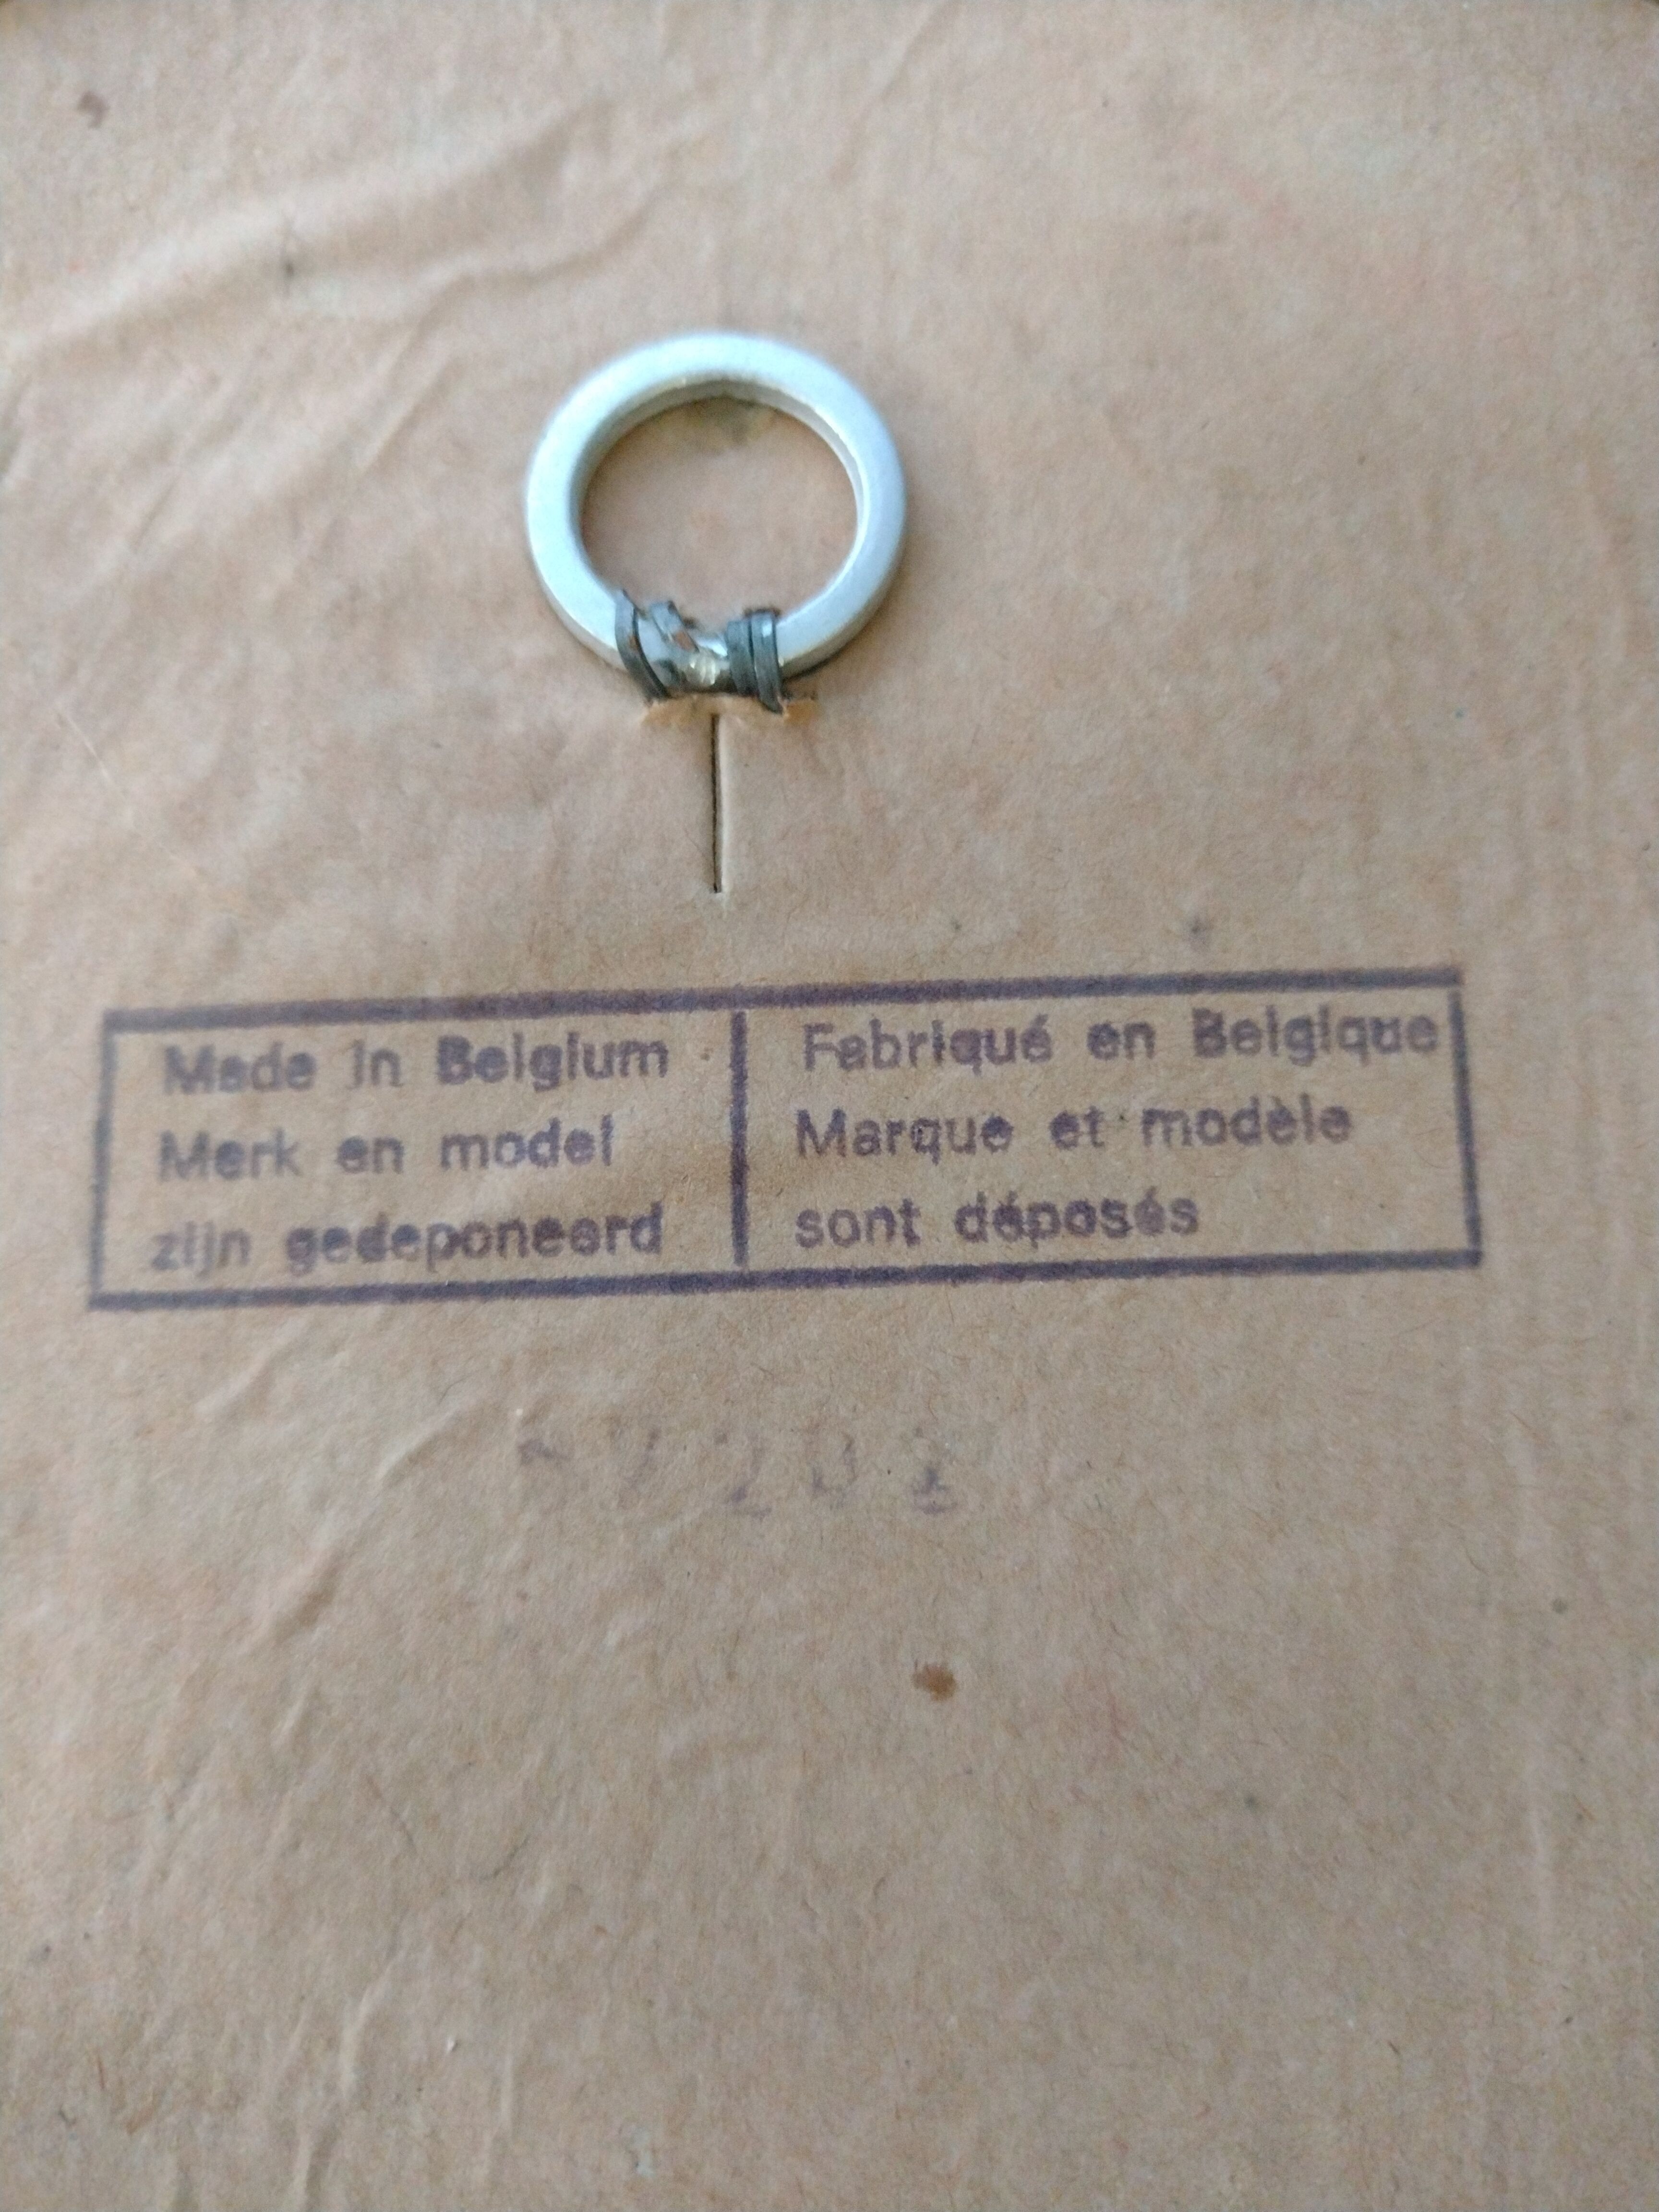 Made in Belgium
Merk en model
zijn gedeponeerd
Fabriqué en Belgique
Marque et modèle
sont déposés